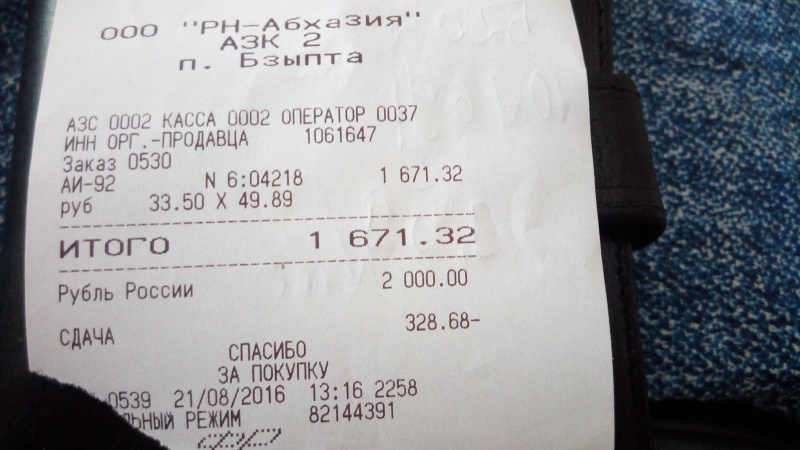 ООО "РН-Абхазия"
АЗК 2
п. Бзыпта
АЗС 0002 КАССА 0002 ОПЕРАТОР 0037
ИНН ОРГ.-ПРОДАВЦА 1061647
Заказ 0530
АИ-92 N 6:04218 1 671.32
руб 33.50 X 49.89
ИТОГО 1 671.32
Рубль России 2 000.00
СДАЧА 328.68-
СПАСИБО
ЗА ПОКУПКУ
0539 21/08/2016 13:16 2258
ЛЬНЫЙ РЕЖИМ 82144391